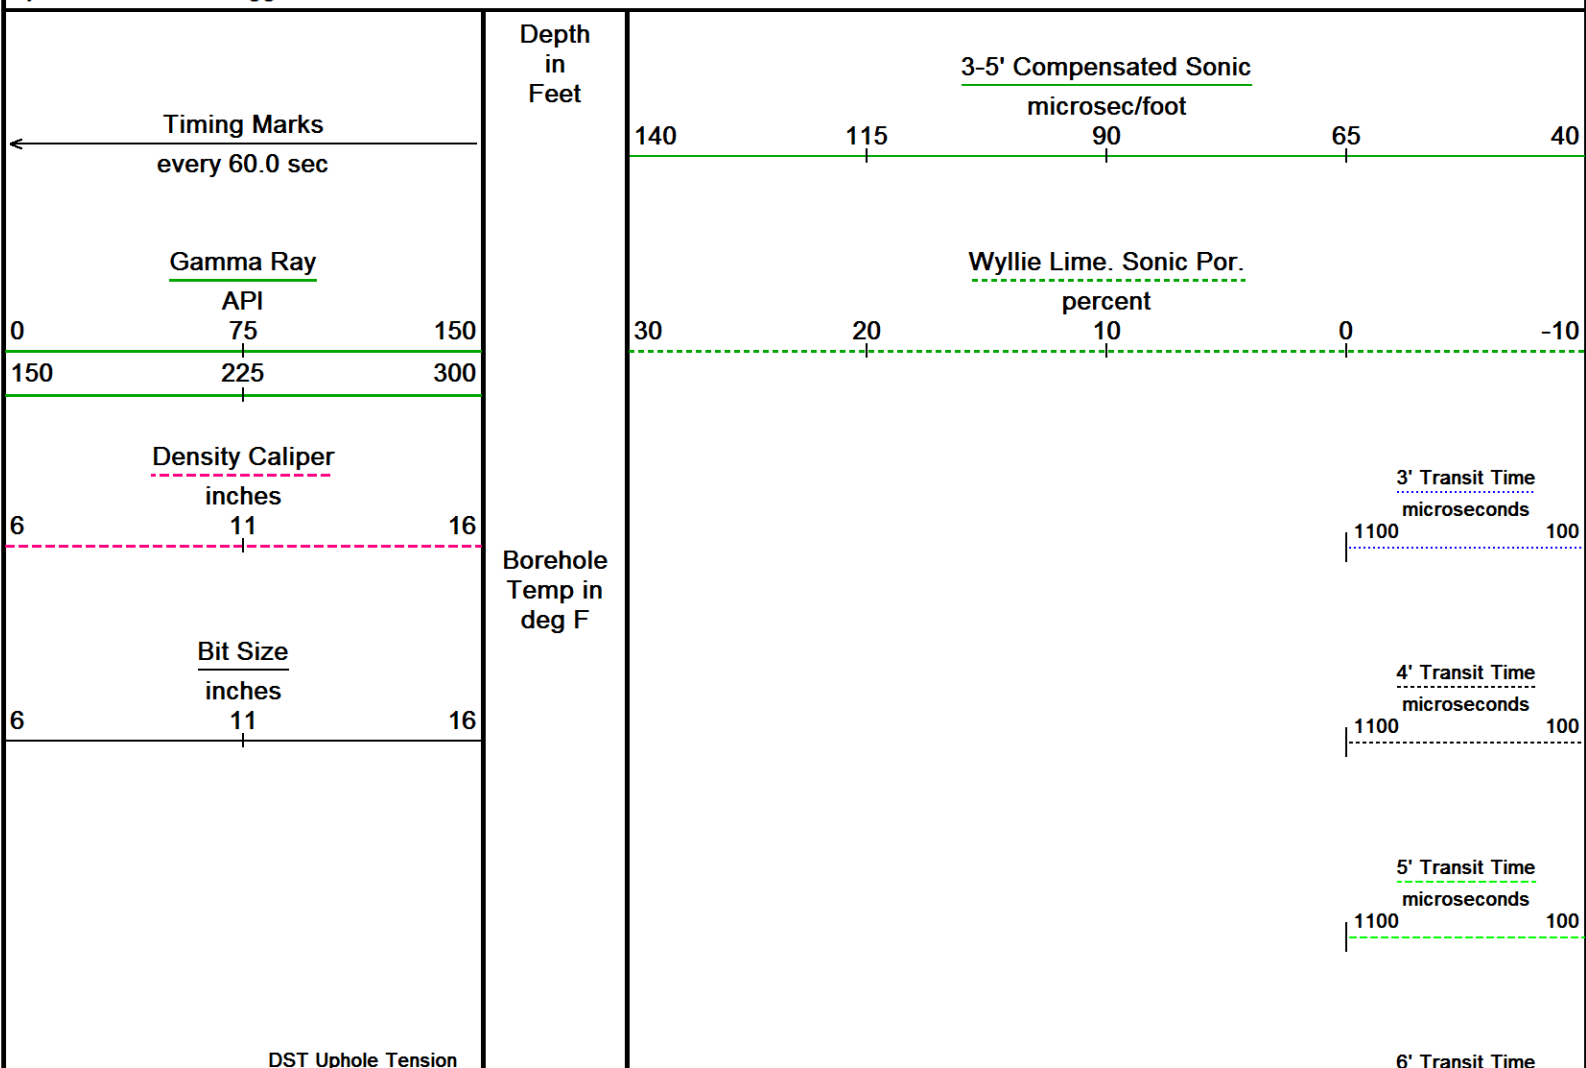 Timing Marks
every 60.0 sec
Gamma Ray
API
0 75 150
150 225 300
Density Caliper
inches
6 11 16
Bit Size
inches
6 11 16
DST Uphole Tension
Depth
in
Feet
Borehole
Temp in
deg F
3-5' Compensated Sonic
microsec/foot
140 115 90 65 40
Wyllie Lime. Sonic Por.
percent
30 20 10 0 -10
3' Transit Time
microseconds
1100 100
4' Transit Time
microseconds
1100 100
5' Transit Time
microseconds
1100 100
6' Transit Time